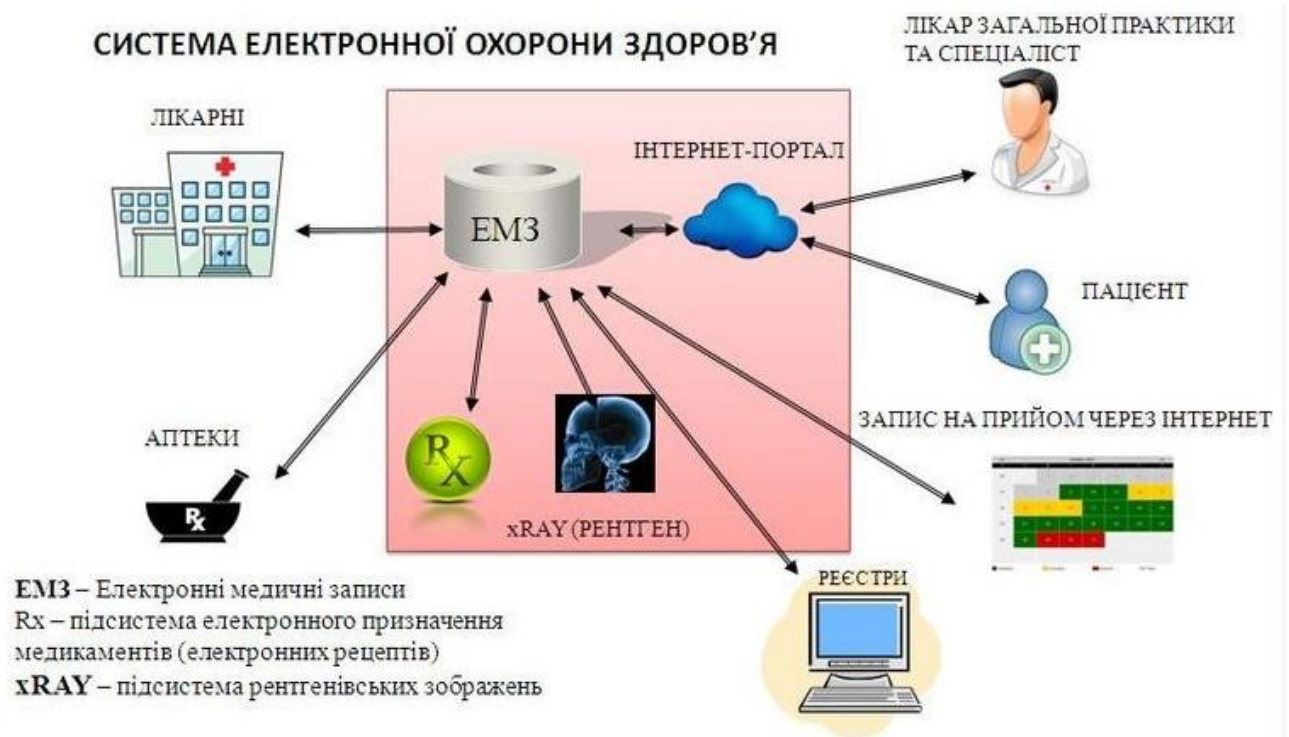 СИСТЕМА ЕЛЕКТРОННОЇ ОХОРОНИ ЗДОРОВ’Я
ЛІКАР ЗАГАЛЬНОЇ ПРАКТИКИ
ТА СПЕЦІАЛІСТ
ЛІКАРНІ
ІНТЕРНЕТ-ПОРТАЛ
ЕМЗ
ПАЦІЄНТ
ЗАПИС НА ПРИЙОМ ЧЕРЕЗ ІНТЕРНЕТ
АПТЕКИ
Rx
RX
xRAY (РЕНТГЕН)
РЕЄСТРИ
ЕМЗ – Електронні медичні записи
Rx – підсистема електронного призначення
медикаментів (електронних рецептів)
xRAY – підсистема рентгенівських зображень